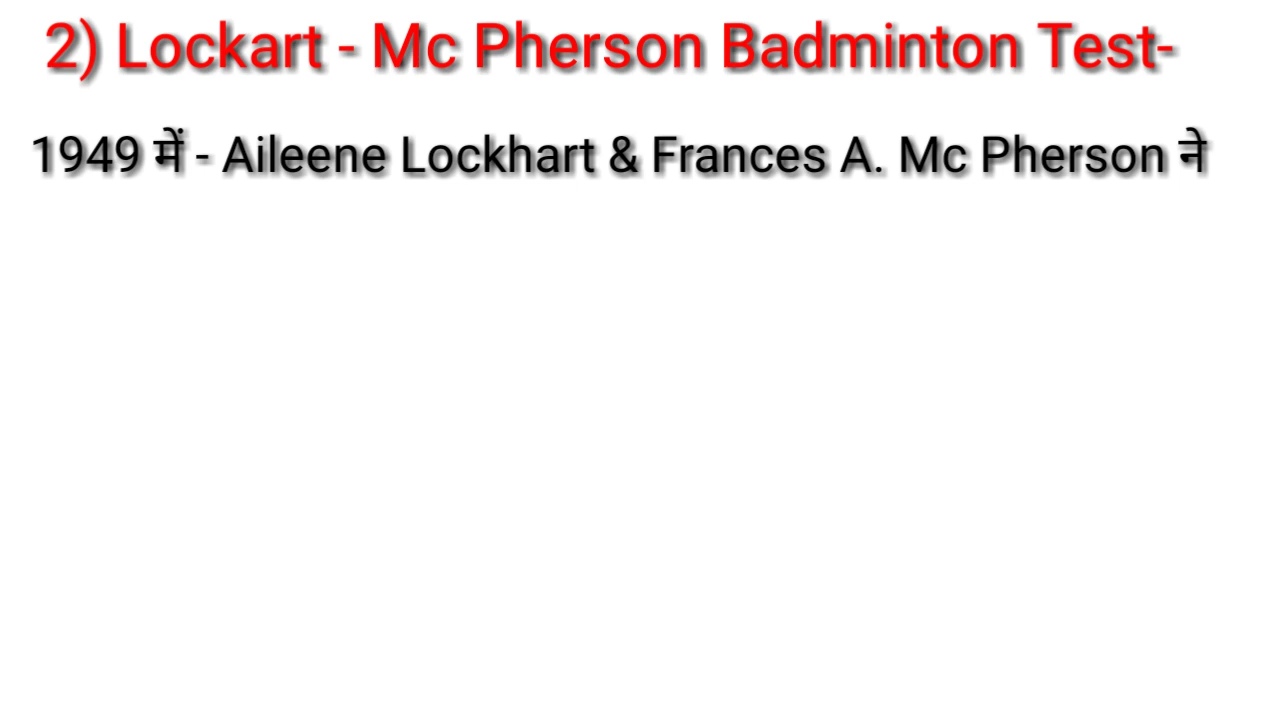 2) Lockart - Mc Pherson Badminton Test-
1949 में - Aileene Lockhart & Frances A. Mc Pherson ने